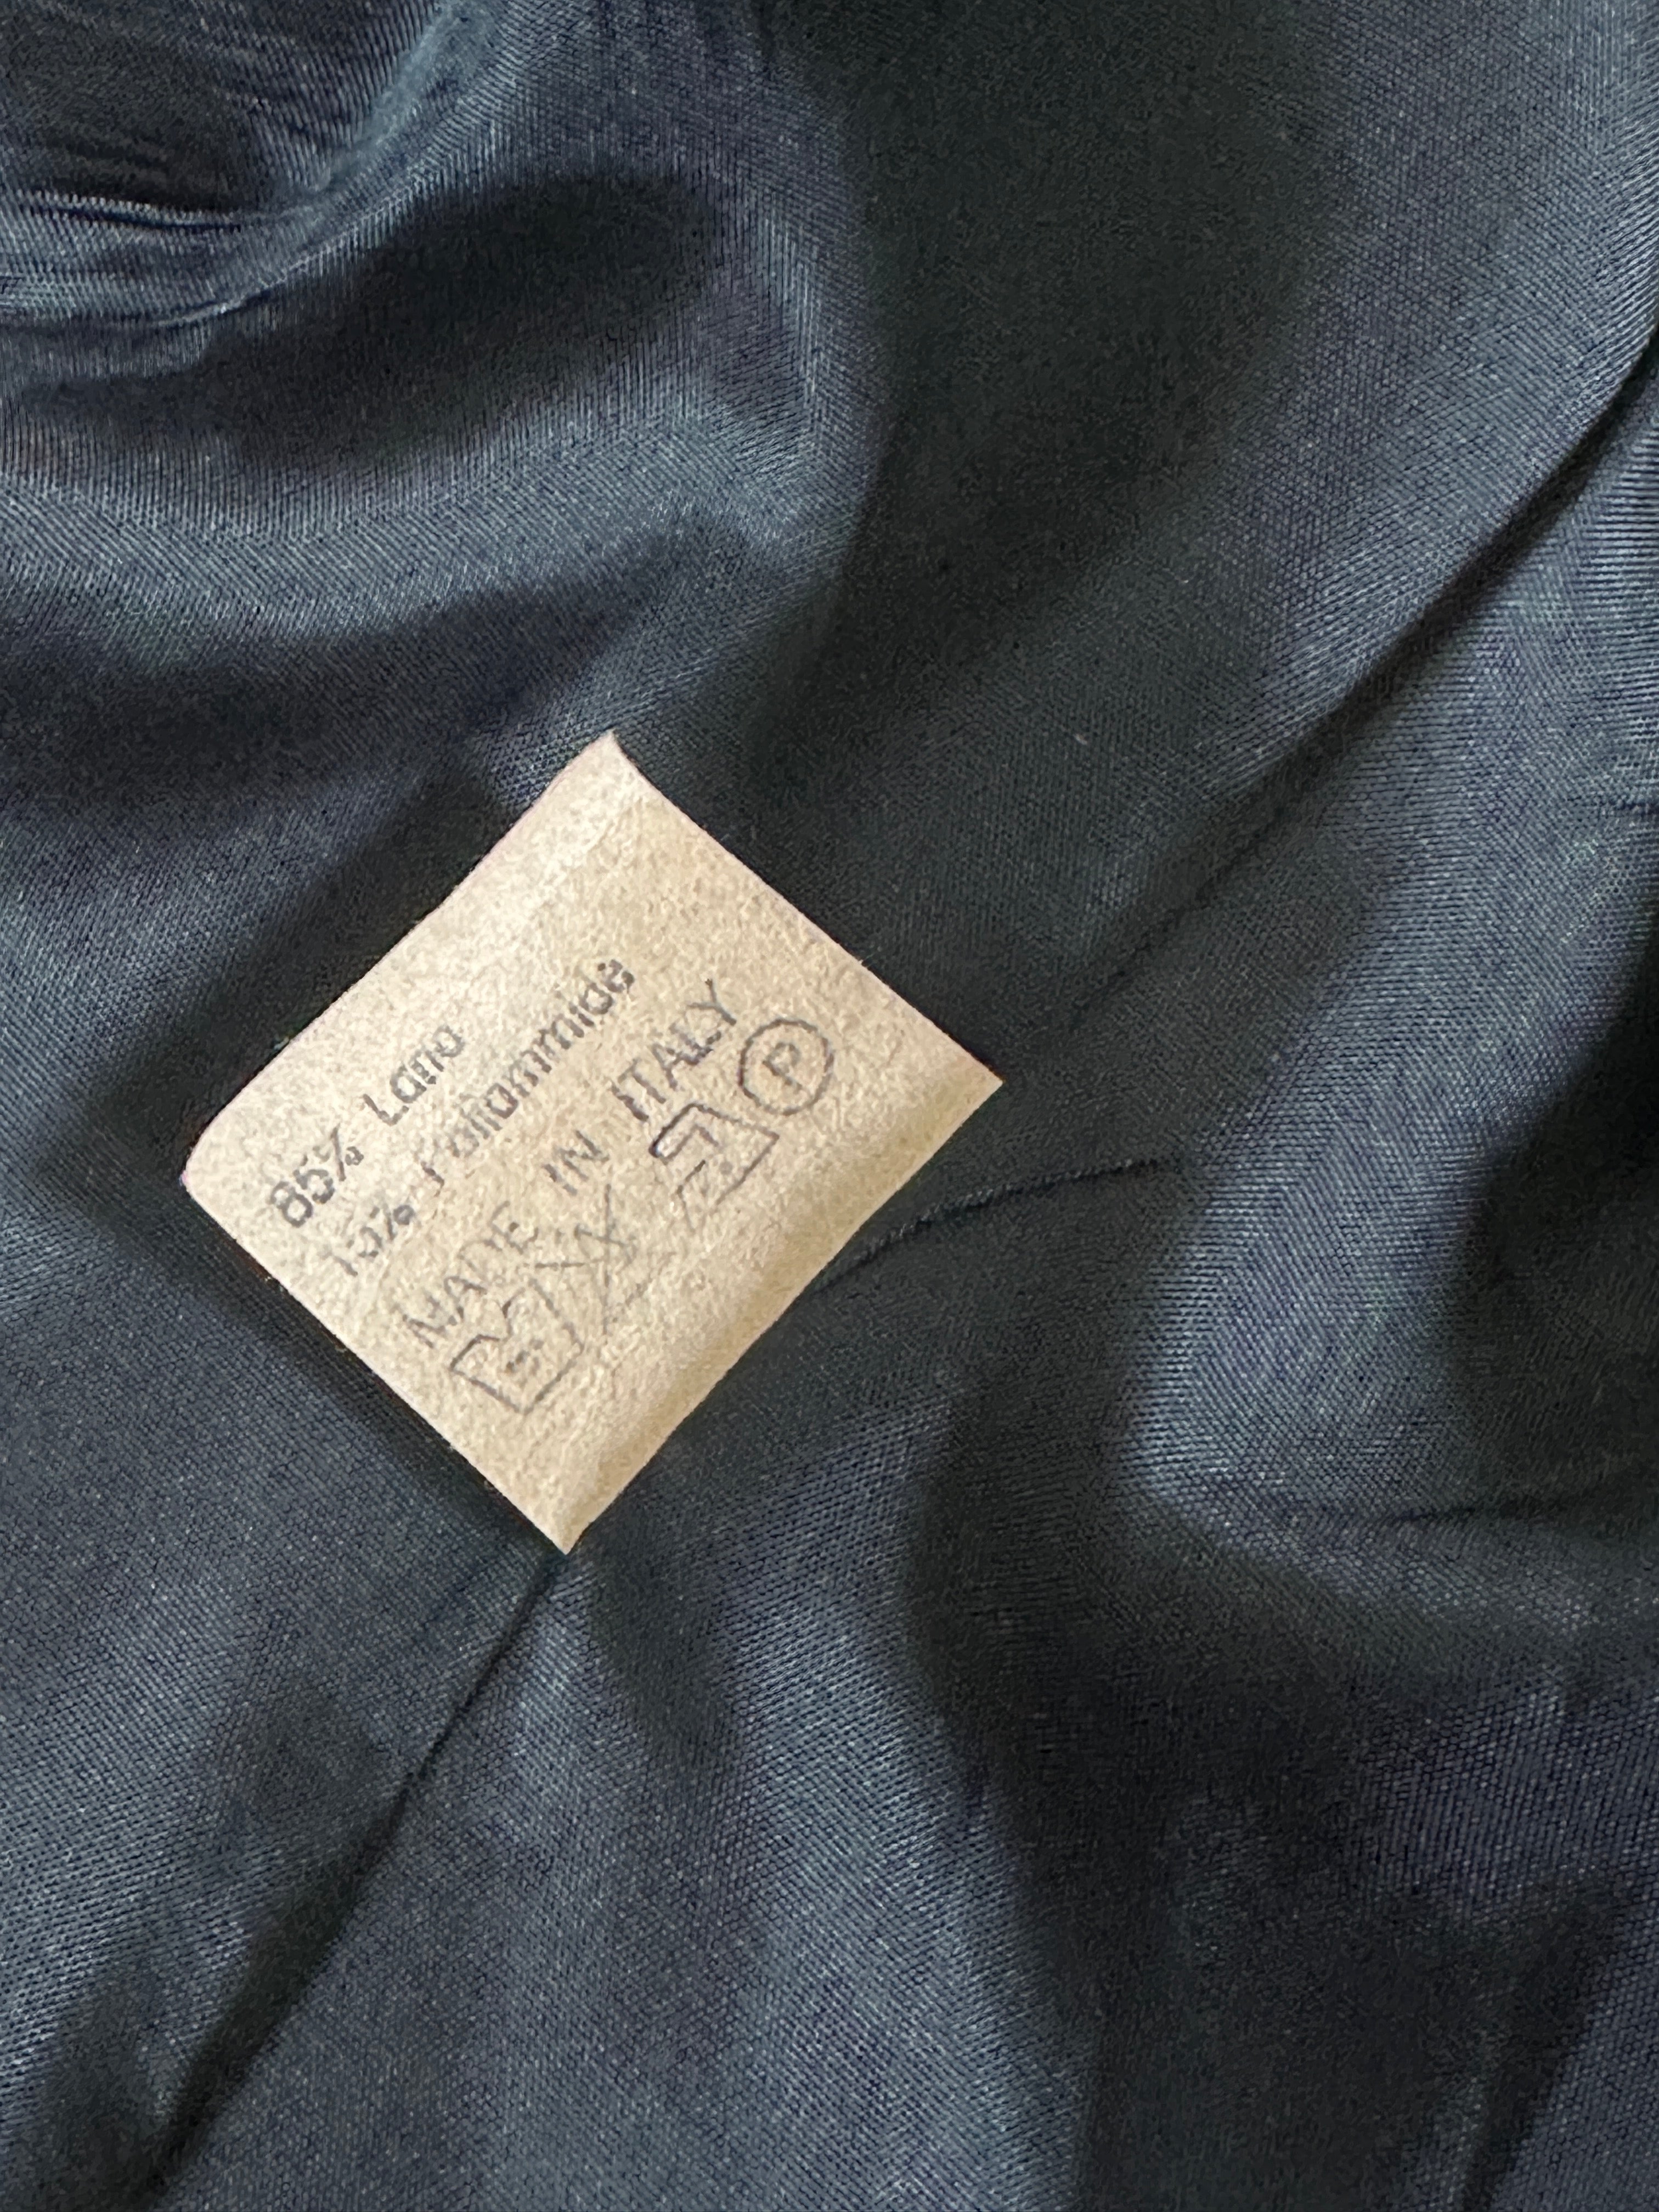 85% Lana
15% Poliammide
MADE IN ITALY
P